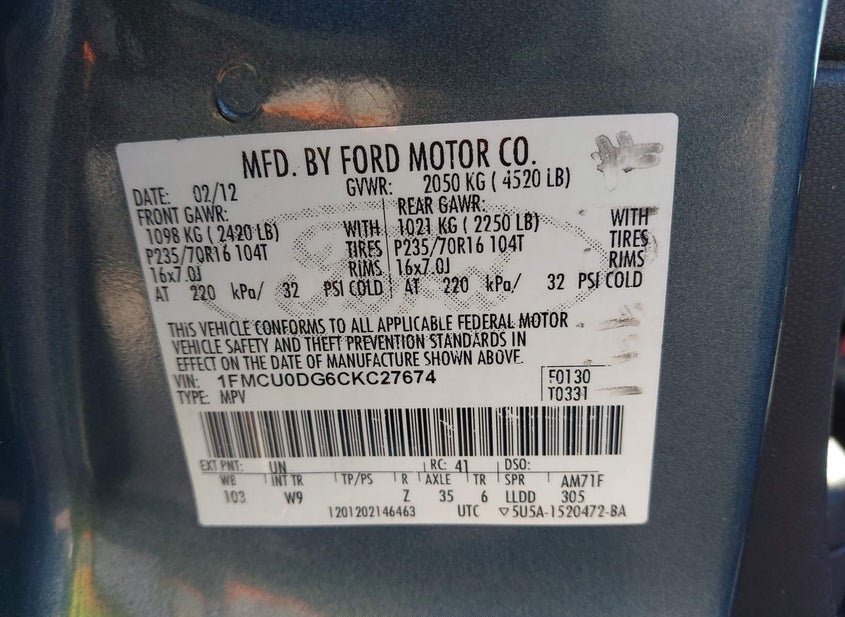 MFD. BY FORD MOTOR CO.
DATE: 02/12 GVWR: 2050 KG ( 4520 LB)
FRONT GAWR: REAR GAWR:
1098 KG ( 2420 LB) WITH 1021 KG ( 2250 LB) WITH
P235/70R16 104T TIRES P235/70R16 104T TIRES
16x7.0J RIMS 16x7.0J RIMS
AT 220 kPa/ 32 PSI COLD AT 220 kPa/ 32 PSI COLD
THIS VEHICLE CONFORMS TO ALL APPLICABLE FEDERAL MOTOR
VEHICLE SAFETY AND THEFT PREVENTION STANDARDS IN
EFFECT ON THE DATE OF MANUFACTURE SHOWN ABOVE.
VIN: 1FMCU0DG6CKC27674 F0130
TYPE: MPV T0331
EXT PNT: UN RC: 41 DSO:
WB INT TR TP/PS R AXLE TR SPR AM71F
103 W9 Z 35 6 LLDD 305
1201202146463 UTC ▽5U5A-1520472-BA